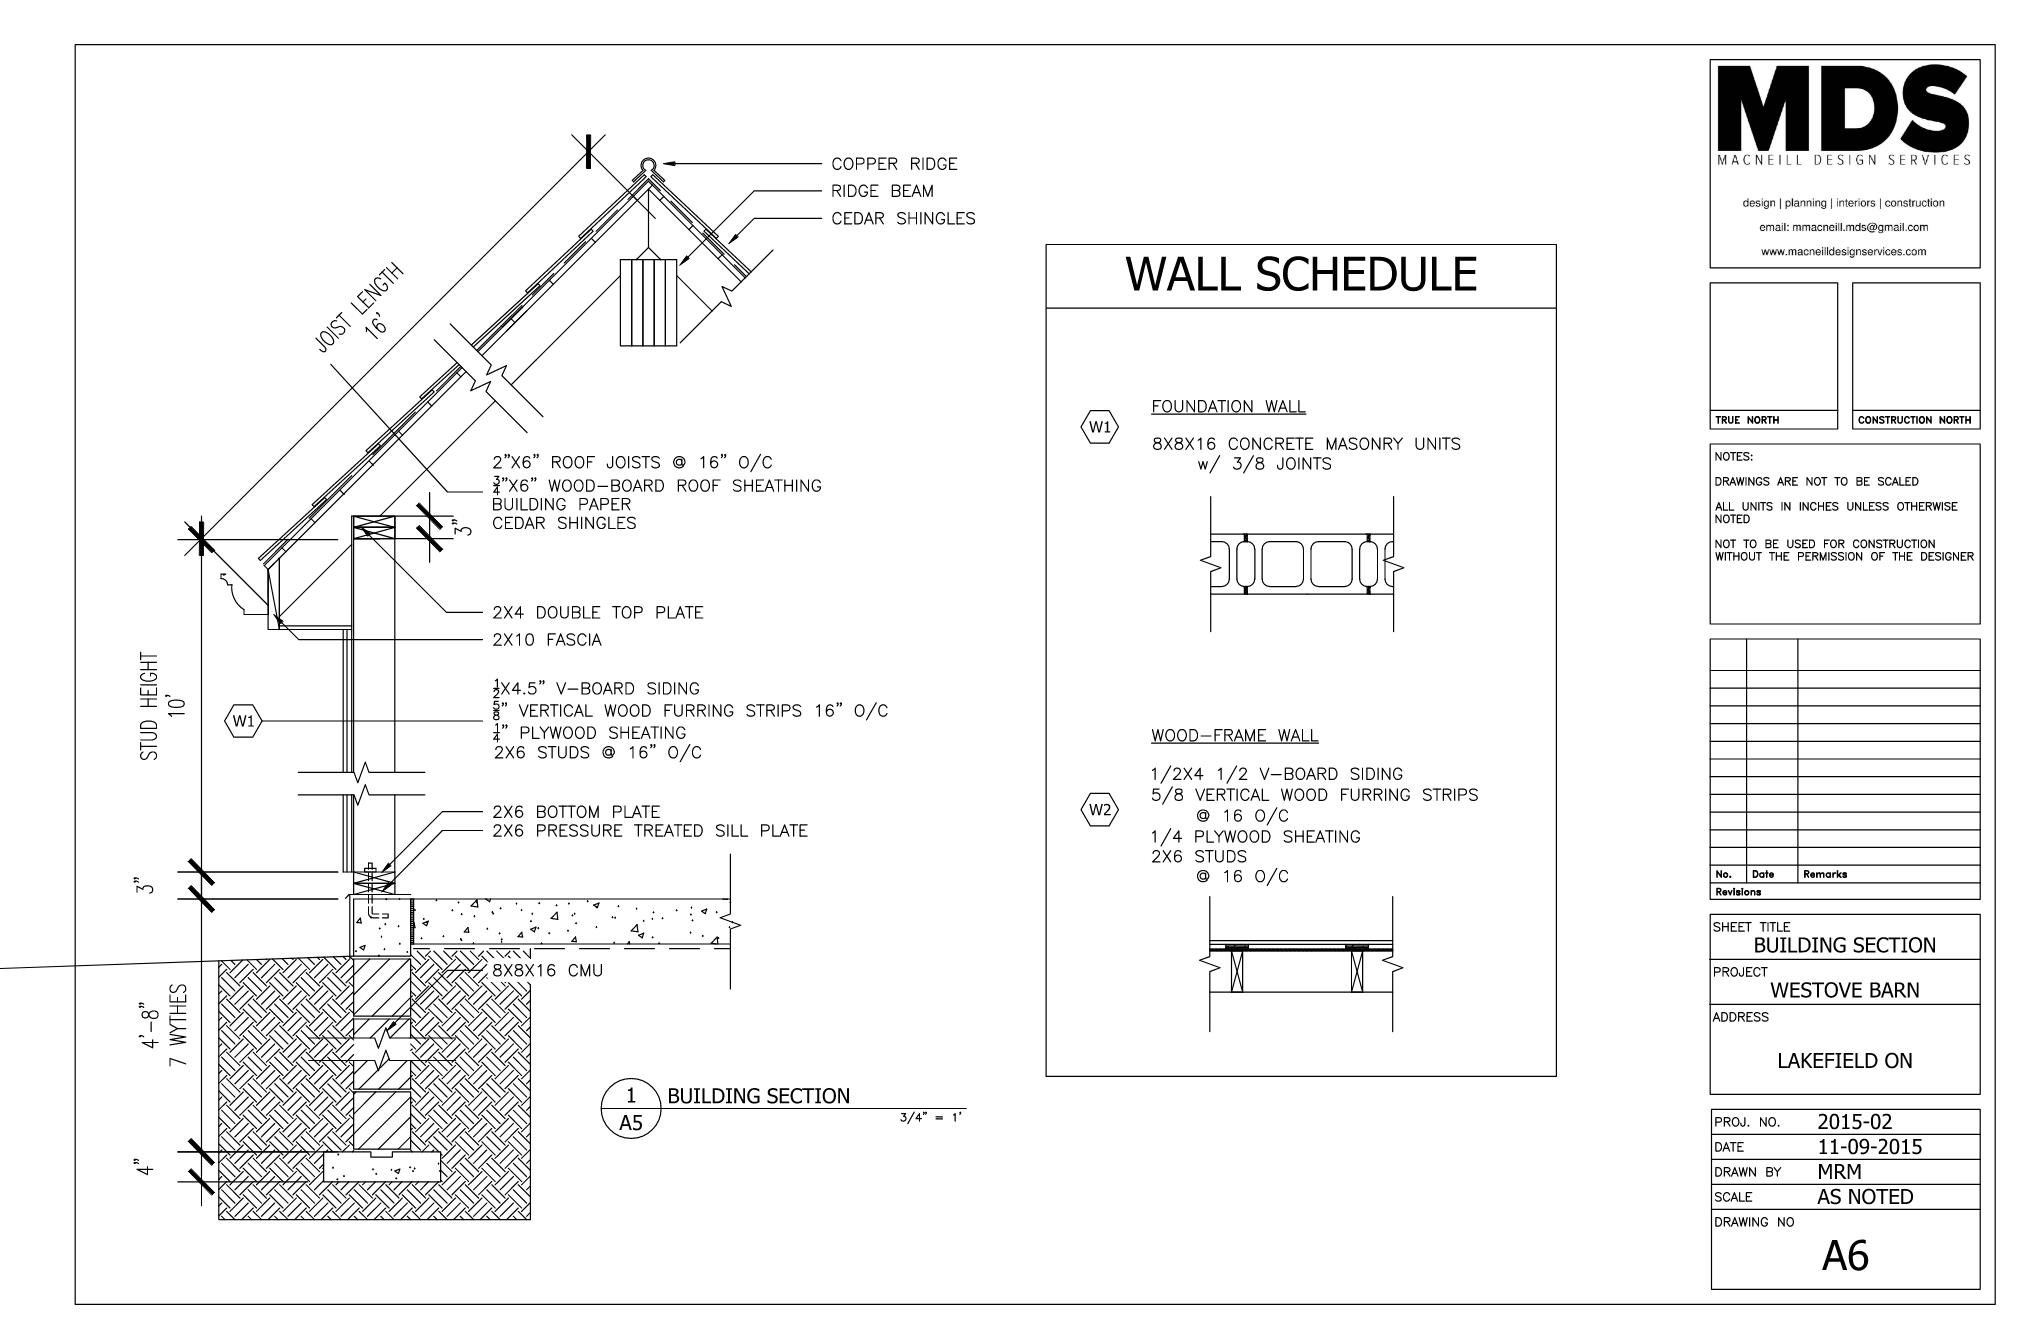 COPPER RIDGE
RIDGE BEAM
CEDAR SHINGLES
JOIST LENGTH
16'
2"X6" ROOF JOISTS @ 16" O/C
3/4"X6" WOOD-BOARD ROOF SHEATHING
BUILDING PAPER
CEDAR SHINGLES
3"
2X4 DOUBLE TOP PLATE
2X10 FASCIA
STUD HEIGHT
10'
W1
1/2X4.5" V-BOARD SIDING
5/8" VERTICAL WOOD FURRING STRIPS 16" O/C
1/4" PLYWOOD SHEATING
2X6 STUDS @ 16" O/C
2X6 BOTTOM PLATE
2X6 PRESSURE TREATED SILL PLATE
3"
8X8X16 CMU
4'-8"
7 WYTHES
4"
1
A5
BUILDING SECTION
3/4" = 1'
WALL SCHEDULE
W1
FOUNDATION WALL
8X8X16 CONCRETE MASONRY UNITS
w/ 3/8 JOINTS
W2
WOOD-FRAME WALL
1/2X4 1/2 V-BOARD SIDING
5/8 VERTICAL WOOD FURRING STRIPS
@ 16 O/C
1/4 PLYWOOD SHEATING
2X6 STUDS
@ 16 O/C
MDS
MACNEILL DESIGN SERVICES
design | planning | interiors | construction
email: mmacneill.mds@gmail.com
www.macneilldesignservices.com
TRUE NORTH
CONSTRUCTION NORTH
NOTES:
DRAWINGS ARE NOT TO BE SCALED
ALL UNITS IN INCHES UNLESS OTHERWISE
NOTED
NOT TO BE USED FOR CONSTRUCTION
WITHOUT THE PERMISSION OF THE DESIGNER
No. Date Remarks
Revisions
SHEET TITLE
BUILDING SECTION
PROJECT
WESTOVE BARN
ADDRESS
LAKEFIELD ON
PROJ. NO. 2015-02
DATE 11-09-2015
DRAWN BY MRM
SCALE AS NOTED
DRAWING NO
A6